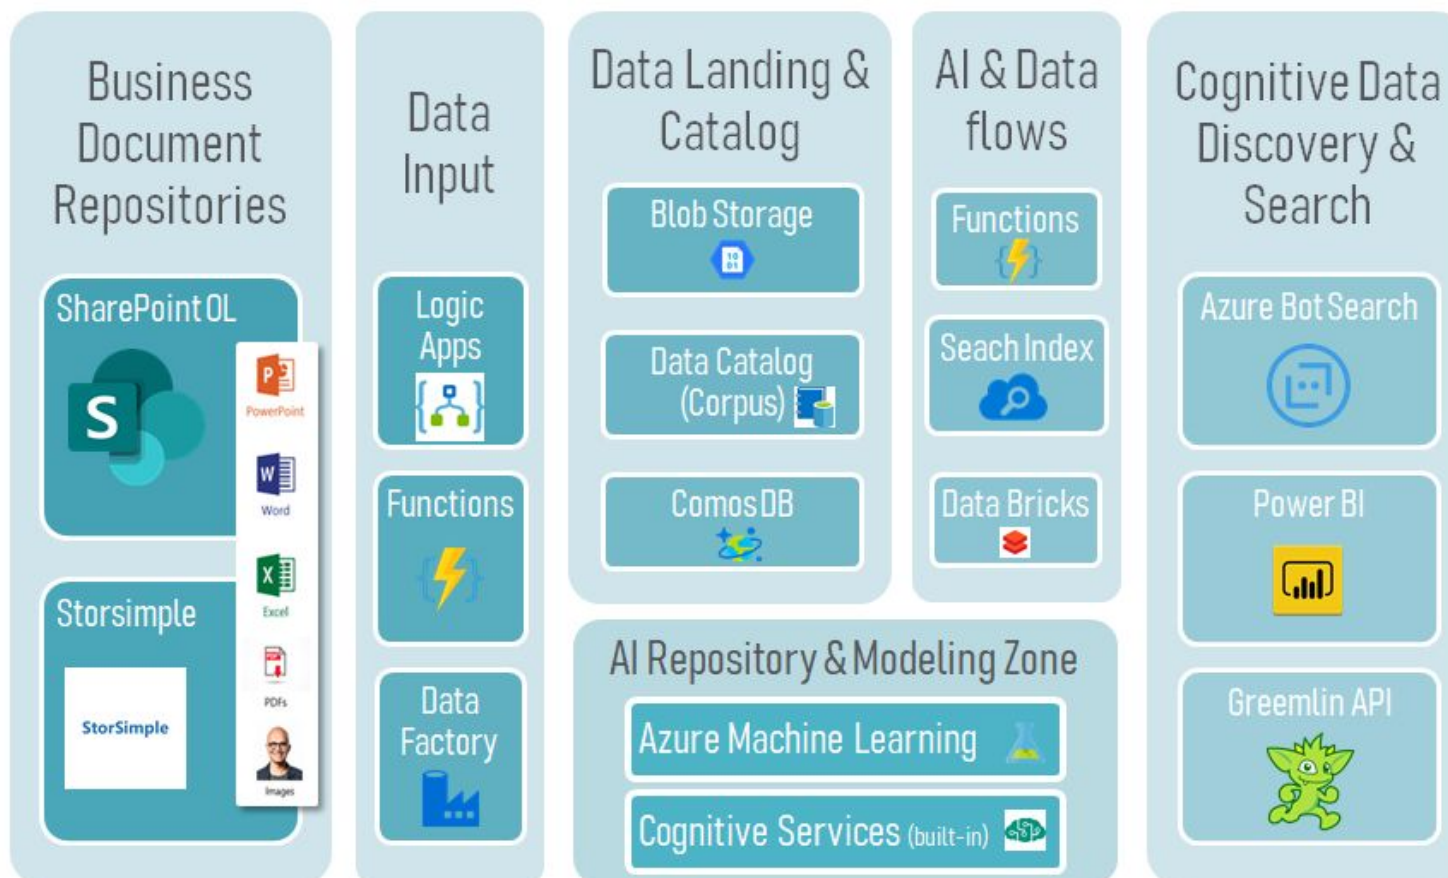 Business
Document
Repositories
SharePoint OL
S
P
PowerPoint
W
Word
X
Excel
PDF
PDFs
Images
Storsimple
StorSimple
Data
Input
Logic
Apps
Functions
Data
Factory
Data Landing &
Catalog
Blob Storage
10
01
Data Catalog
(Corpus)
Comos DB
AI & Data
flows
Functions
Seach Index
Data Bricks
AI Repository & Modeling Zone
Azure Machine Learning
Cognitive Services (built-in)
Cognitive Data
Discovery &
Search
Azure Bot Search
Power BI
Greemlin API